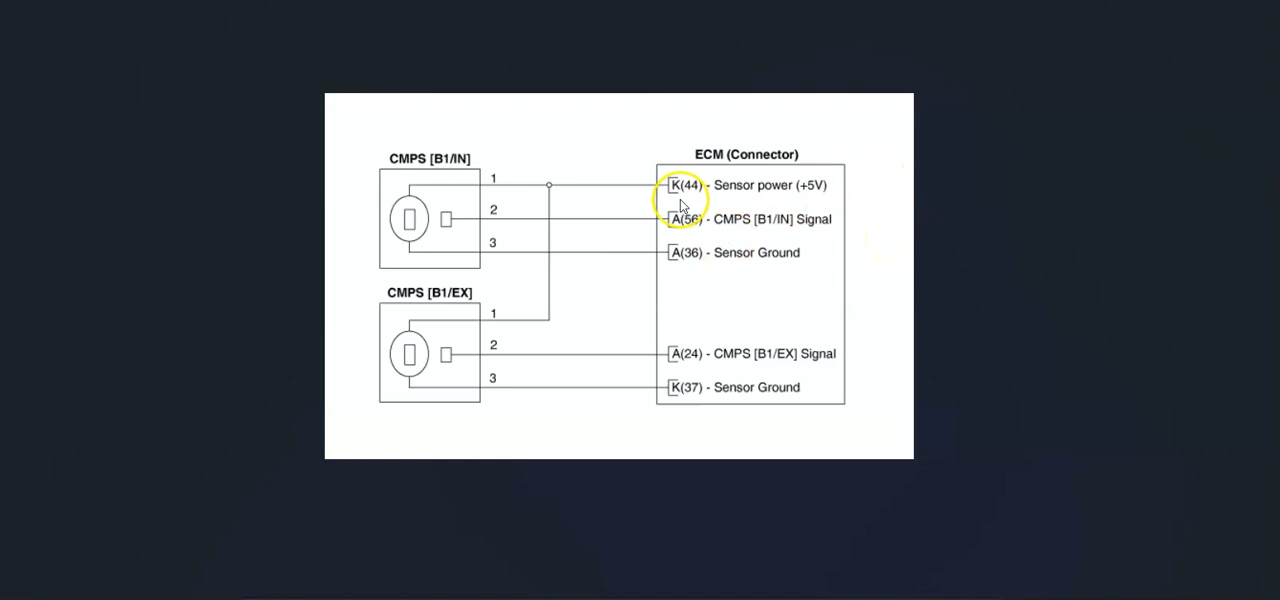 CMPS [B1/IN]
ECM (Connector)
1
K(44) - Sensor power (+5V)
2
A(56) - CMPS [B1/IN] Signal
3
A(36) - Sensor Ground
CMPS [B1/EX]
1
2
A(24) - CMPS [B1/EX] Signal
3
K(37) - Sensor Ground